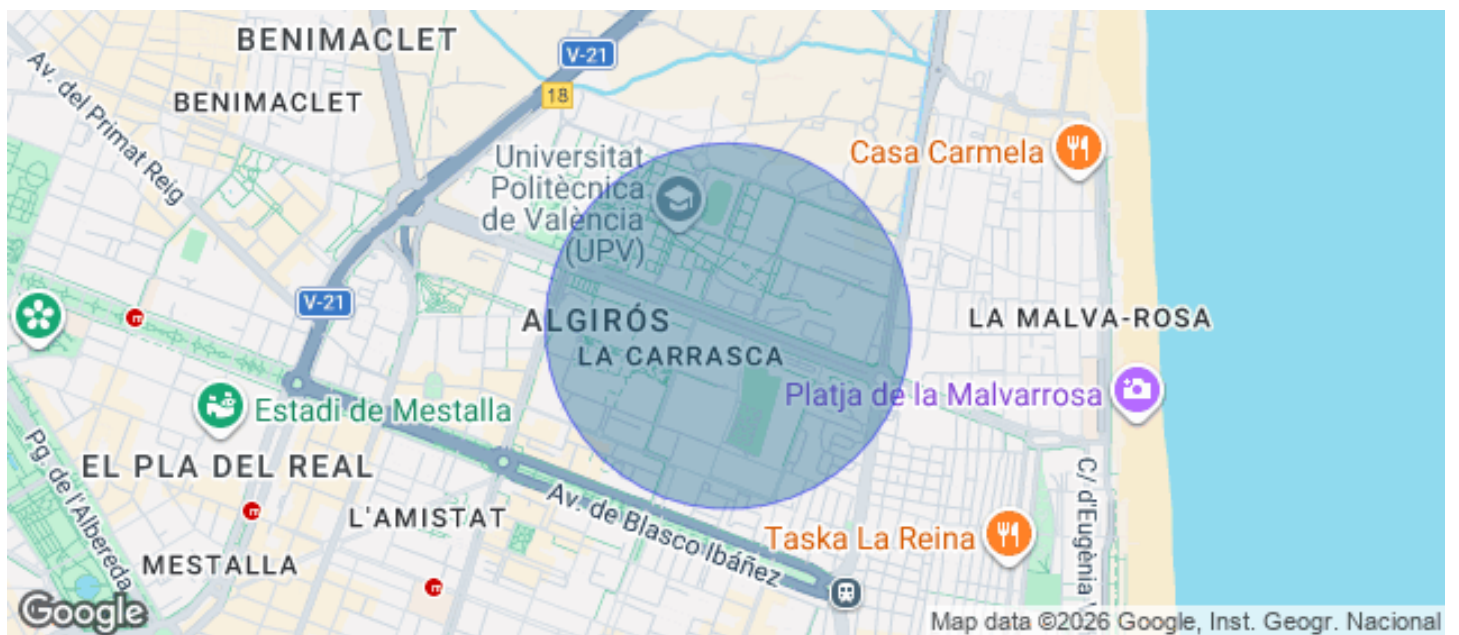 BENIMACLET
V-21
Av. del Primat Reig
BENIMACLET
18
Universitat
Politècnica
de València
(UPV)
Casa Carmela
V-21
ALGIRÓS
LA CARRASCA
LA MALVA-ROSA
Platja de la Malvarrosa
Estadi de Mestalla
EL PLA DEL REAL
Pg. de l'Albereda
L'AMISTAT
Av. de Blasco Ibáñez
C/ d'Eugènia V
Taska La Reina
MESTALLA
Google
Map data ©2026 Google, Inst. Geogr. Nacional